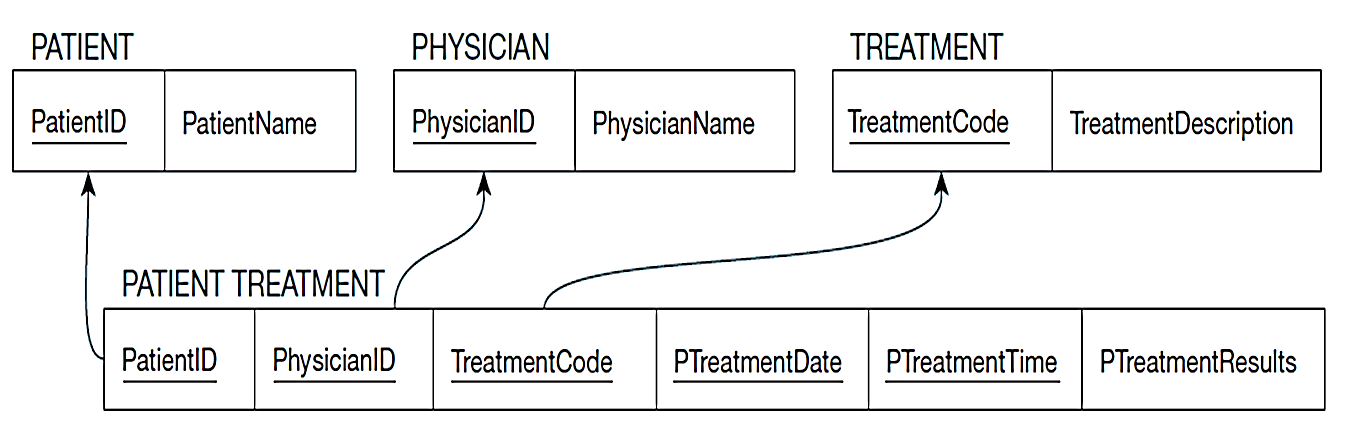 PATIENT PHYSICIAN TREATMENT
PatientID PatientName PhysicianID PhysicianName TreatmentCode TreatmentDescription
PATIENT TREATMENT
PatientID PhysicianID TreatmentCode PTreatmentDate PTreatmentTime PTreatmentResults